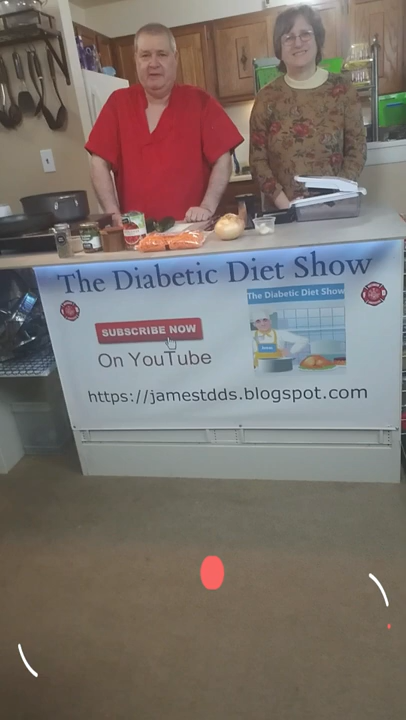 The Diabetic Diet Show
The Diabetic Diet Show
SUBSCRIBE NOW
On YouTube
https://jamestdds.blogspot.com